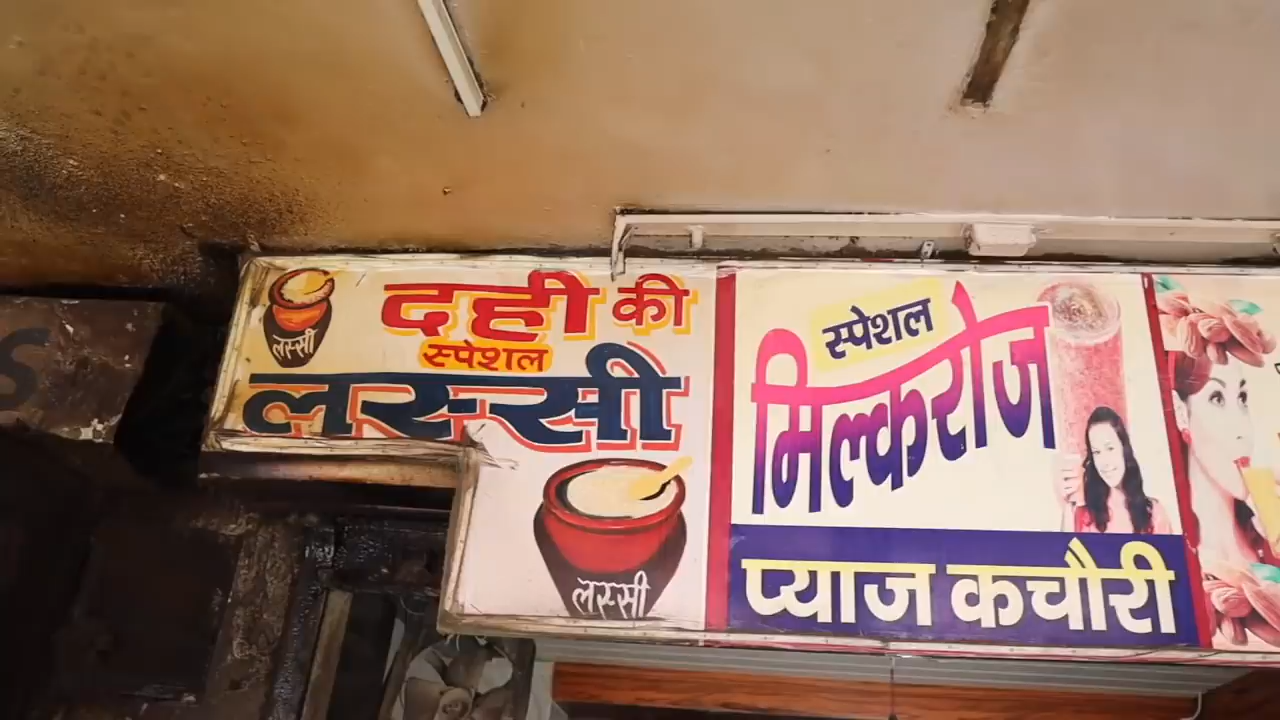 लस्सी
दही की
स्पेशल
लस्सी
लस्सी
स्पेशल
मिल्करोज
प्याज कचौरी